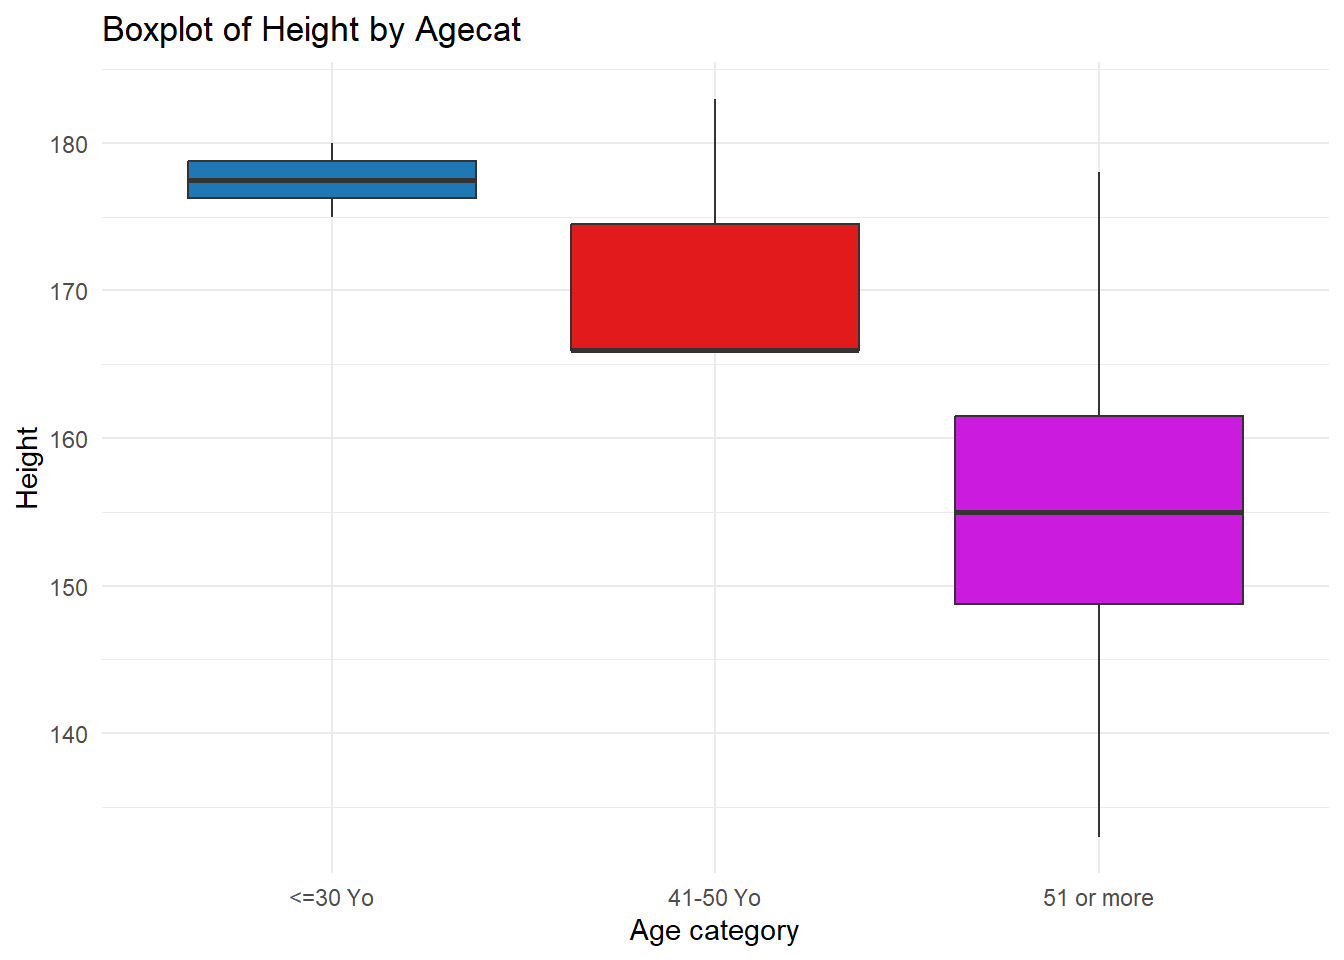 Boxplot of Height by Agecat
180
170
160
150
140
Height
<=30 Yo
41-50 Yo
51 or more
Age category